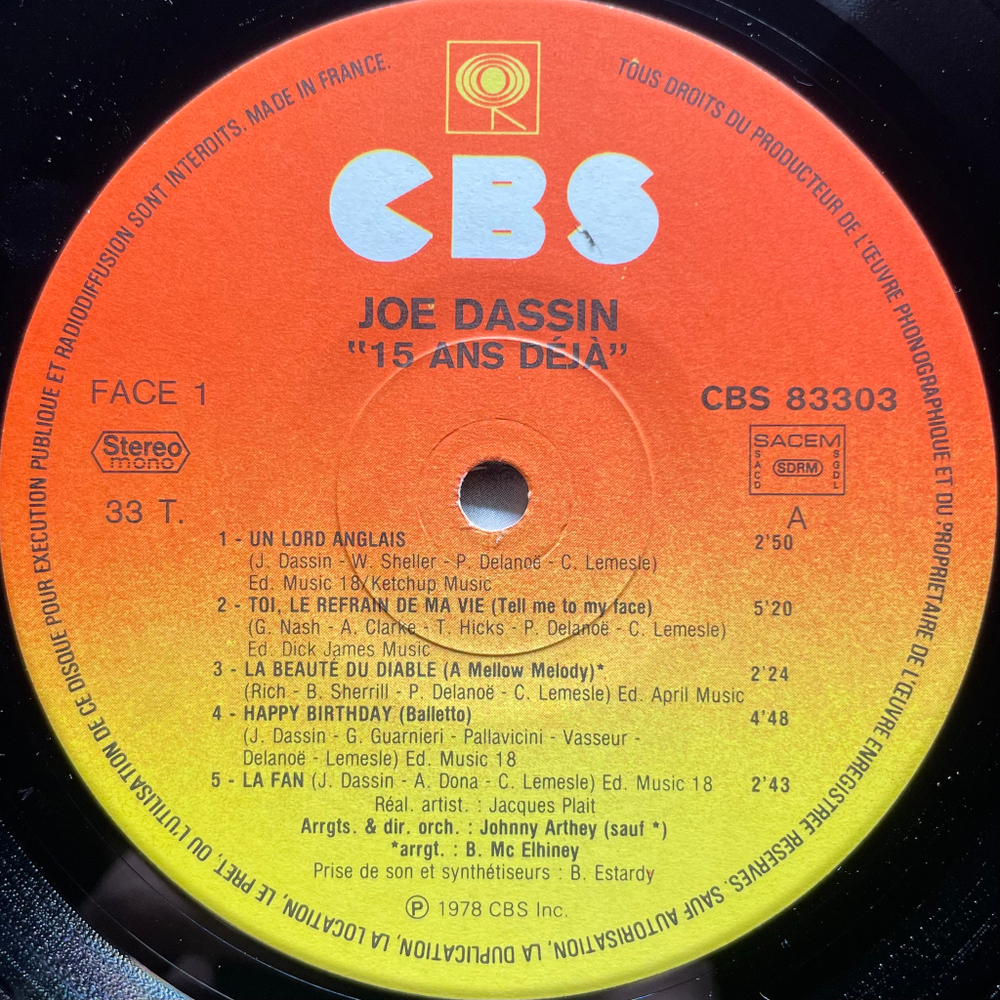 TOUS DROITS DU PRODUCTEUR DE L'ŒUVRE PHONOGRAPHIQUE ET DU PROPRIETAIRE DE L'ŒUVRE ENREGISTREE RESERVES. SAUF AUTORISATION, LA DUPLICATION, LA LOCATION, LE PRET, OU L'UTILISATION DE CE DISQUE POUR EXECUTION PUBLIQUE ET RADIODIFFUSION SONT INTERDITS. MADE IN FRANCE.
CBS
JOE DASSIN
"15 ANS DÉJÀ"
FACE 1
CBS 83303
Stereo
mono
SACEM
SACD
SDRM
SGDL
33 T.
A
1 - UN LORD ANGLAIS 2'50
(J. Dassin - W. Sheller - P. Delanoë - C. Lemesle)
Ed. Music 18/Ketchup Music
2 - TOI, LE REFRAIN DE MA VIE (Tell me to my face) 5'20
(G. Nash - A. Clarke - T. Hicks - P. Delanoë - C. Lemesle)
Ed. Dick James Music
3 - LA BEAUTÉ DU DIABLE (A Mellow Melody)* 2'24
(Rich - B. Sherrill - P. Delanoë - C. Lemesle) Ed. April Music
4 - HAPPY BIRTHDAY (Balletto) 4'48
(J. Dassin - G. Guarnieri - Pallavicini - Vasseur -
Delanoë - Lemesle) Ed. Music 18
5 - LA FAN (J. Dassin - A. Dona - C. Lemesle) Ed. Music 18 2'43
Réal. artist. : Jacques Plait
Arrgts. & dir. orch. : Johnny Arthey (sauf *)
*arrgt. : B. Mc Elhiney
Prise de son et synthétiseurs : B. Estardy
℗ 1978 CBS Inc.